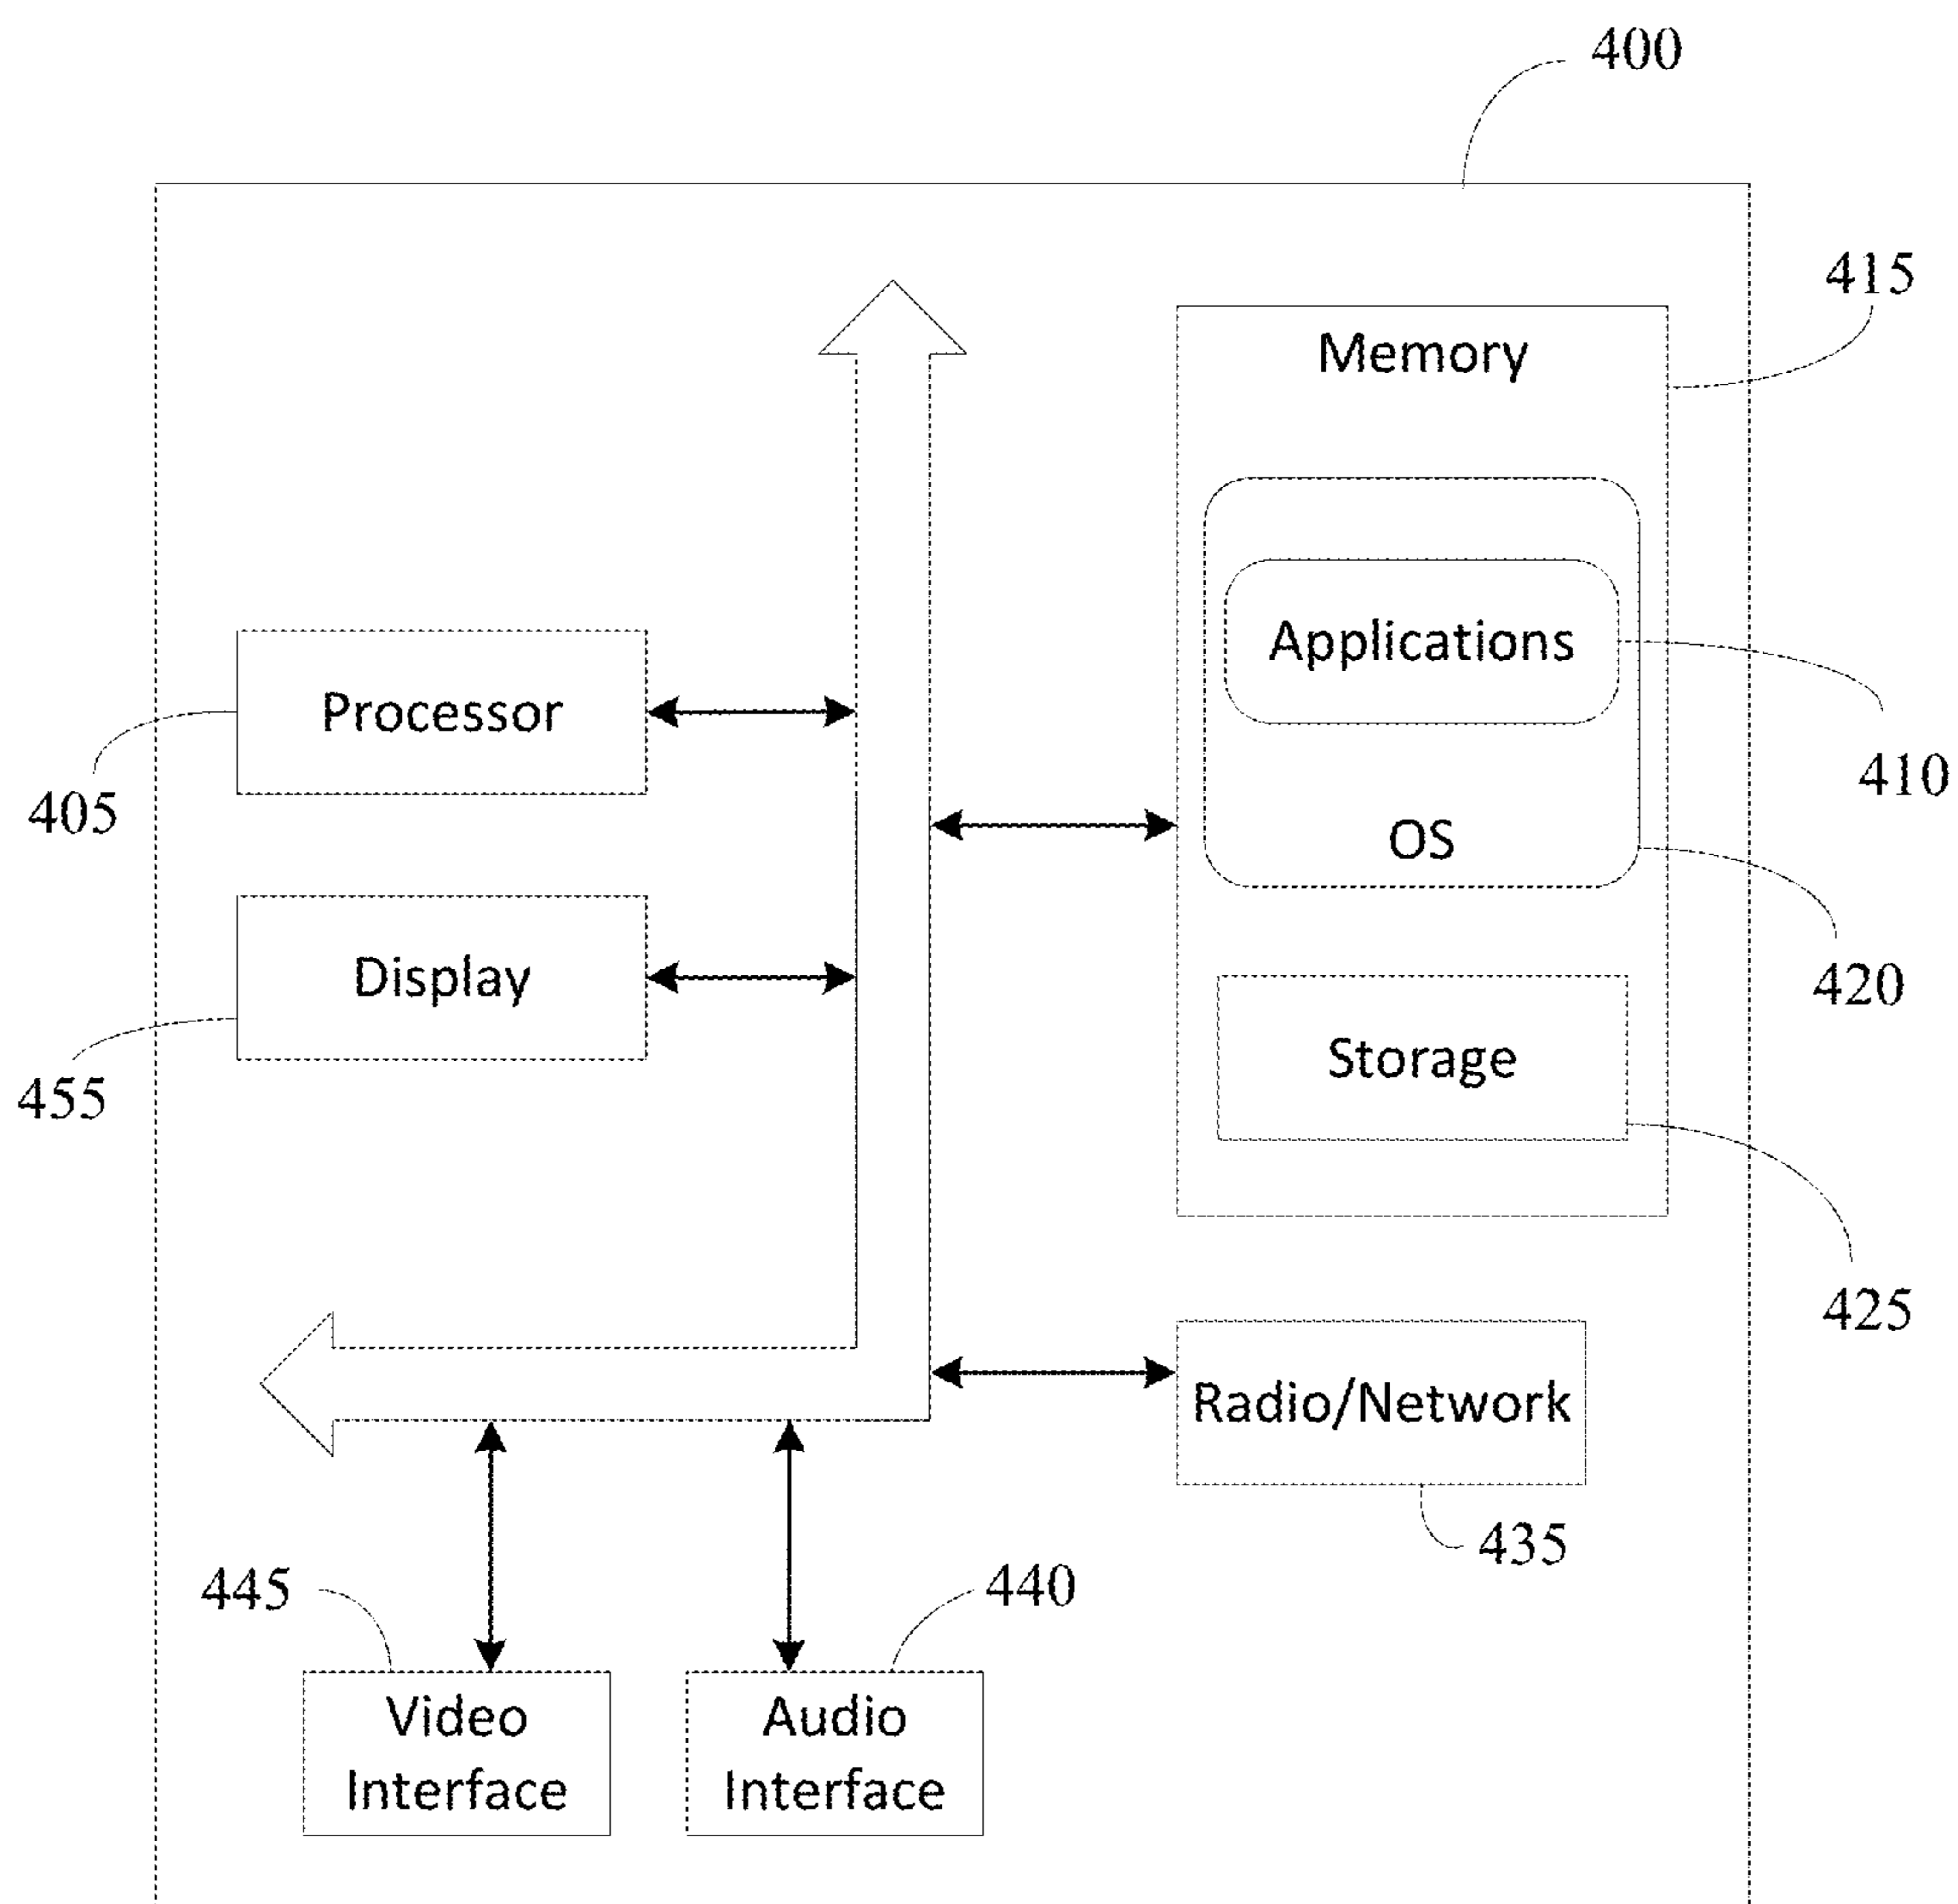 400
415
Memory
Applications
Processor
410
405
OS
Display
420
Storage
455
425
Radio/Network
435
445
440
Video
Interface
Audio
Interface